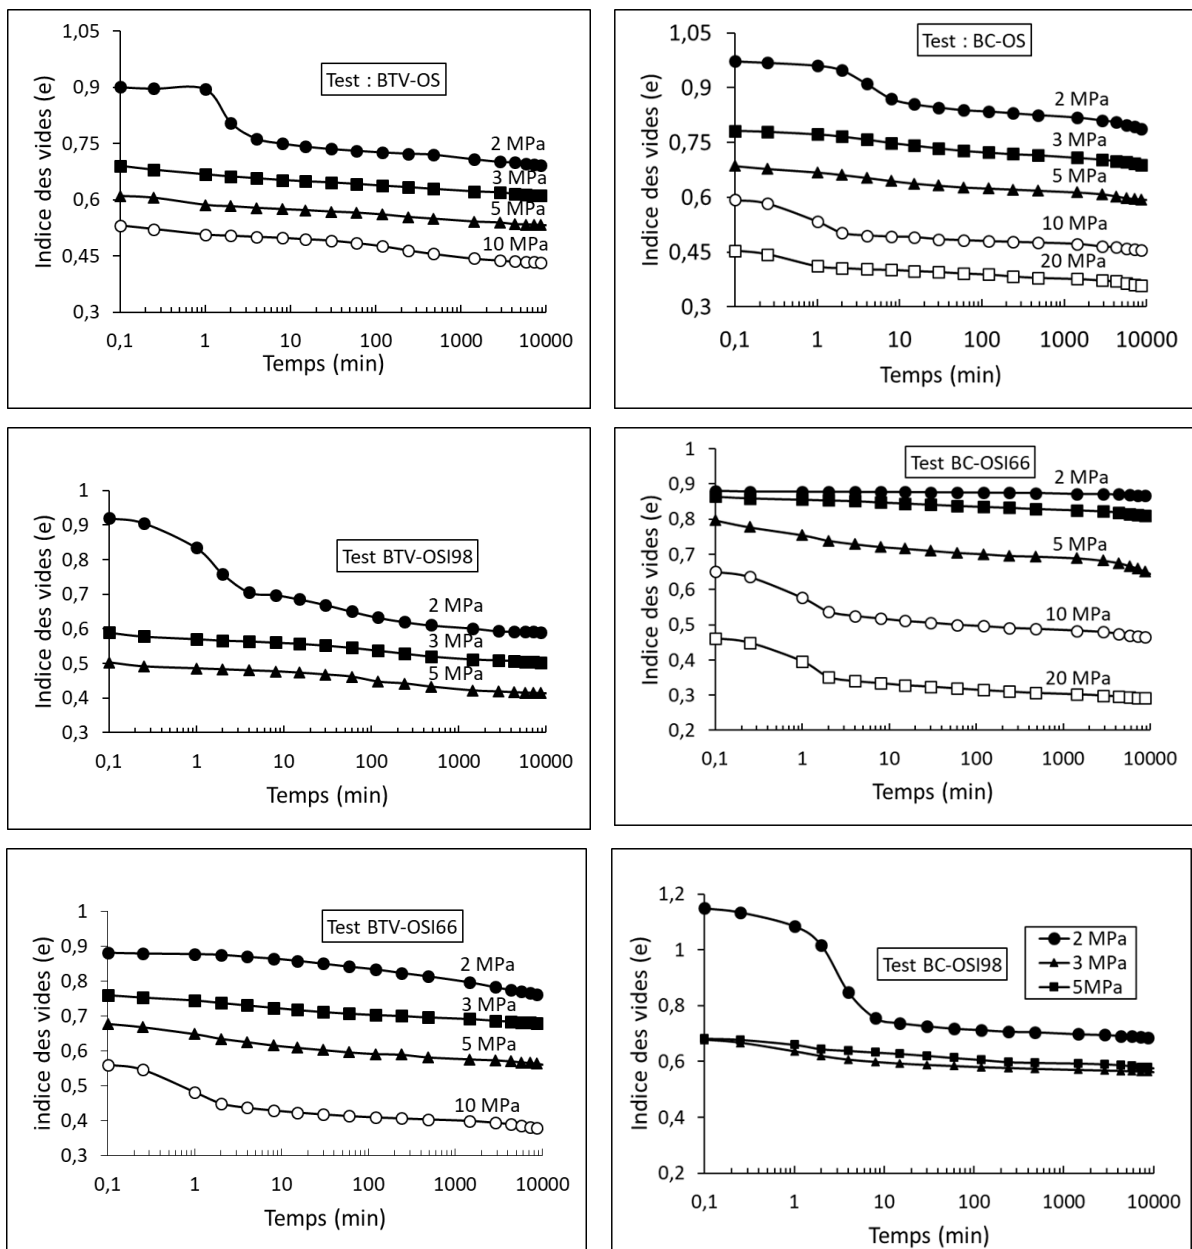 Test : BTV-OS
Indice des vides (e)
1,05
0,9
0,75
0,6
0,45
0,3
2 MPa
3 MPa
5 MPa
10 MPa
0,1
1
10
100
1000
10000
Temps (min)
Test : BC-OS
Indice des vides (e)
1,05
0,9
0,75
0,6
0,45
0,3
2 MPa
3 MPa
5 MPa
10 MPa
20 MPa
0,1
1
10
100
1000
10000
Temps (min)
Test BTV-OSI98
Indice des vides (e)
1
0,9
0,8
0,7
0,6
0,5
0,4
0,3
2 MPa
3 MPa
5 MPa
0,1
1
10
100
1000
10000
Temps (min)
Test BC-OSI66
Indice des vides (e)
1
0,9
0,8
0,7
0,6
0,5
0,4
0,3
0,2
2 MPa
5 MPa
10 MPa
20 MPa
0,1
1
10
100
1000
10000
Temps (min)
Test BTV-OSI66
indice des vides (e)
1
0,9
0,8
0,7
0,6
0,5
0,4
0,3
2 MPa
3 MPa
5 MPa
10 MPa
0,1
1
10
100
1000
10000
Temps (min)
Test BC-OSI98
Indice des vides (e)
1,2
1
0,8
0,6
0,4
0,2
2 MPa
3 MPa
5MPa
0,1
1
10
100
1000
10000
Temps (min)